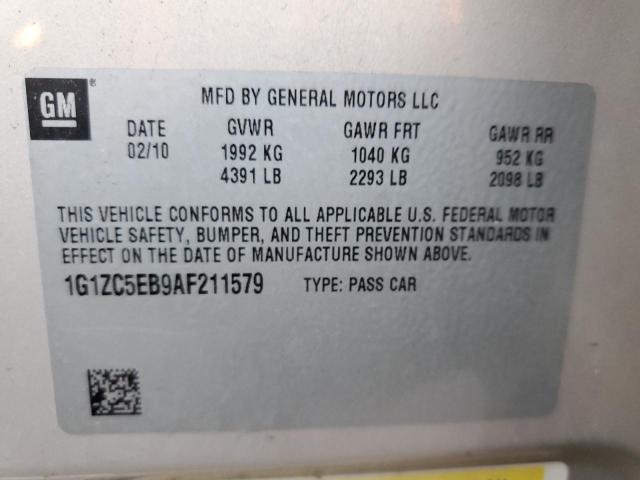 GM ®
MFD BY GENERAL MOTORS LLC
DATE GVWR GAWR FRT GAWR RR
02/10 1992 KG 1040 KG 952 KG
4391 LB 2293 LB 2098 LB
THIS VEHICLE CONFORMS TO ALL APPLICABLE U.S. FEDERAL MOTOR
VEHICLE SAFETY, BUMPER, AND THEFT PREVENTION STANDARDS IN
EFFECT ON THE DATE OF MANUFACTURE SHOWN ABOVE.
1G1ZC5EB9AF211579 TYPE: PASS CAR